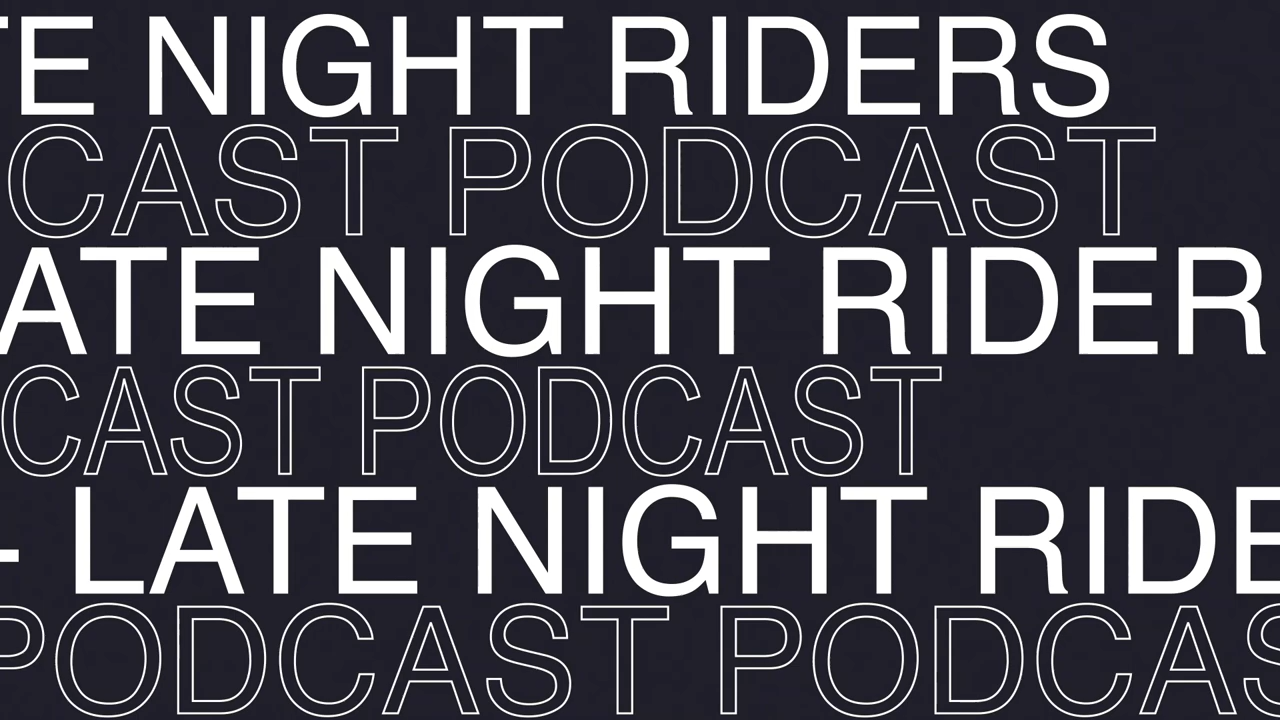 TE NIGHT RIDERS
CAST PODCAST
ATE NIGHT RIDER
CAST PODCAST
- LATE NIGHT RIDE
PODCAST PODCAS